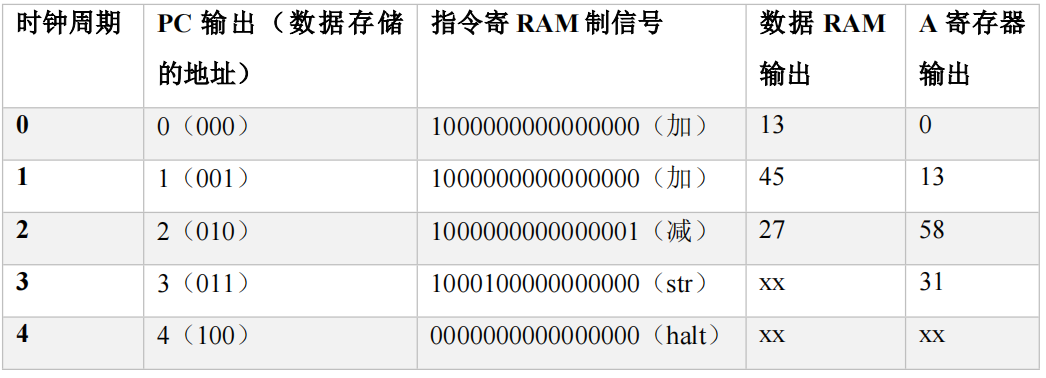 时钟周期 PC 输出（数据存储的地址） 指令寄 RAM 制信号 数据 RAM 输出 A 寄存器输出
0 0（000） 1000000000000000（加） 13 0
1 1（001） 1000000000000000（加） 45 13
2 2（010） 1000000000000001（减） 27 58
3 3（011） 1000100000000000（str） xx 31
4 4（100） 0000000000000000（halt） xx xx